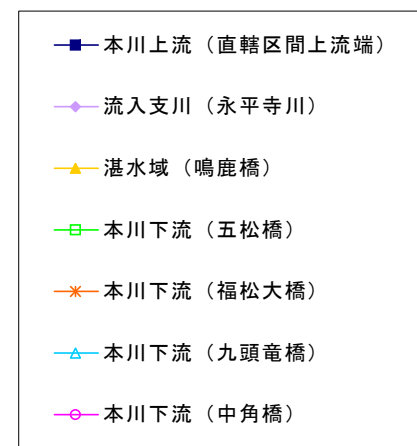 本川上流（直轄区間上流端）
流入支川（永平寺川）
湛水域（鳴鹿橋）
本川下流（五松橋）
本川下流（福松大橋）
本川下流（九頭竜橋）
本川下流（中角橋）